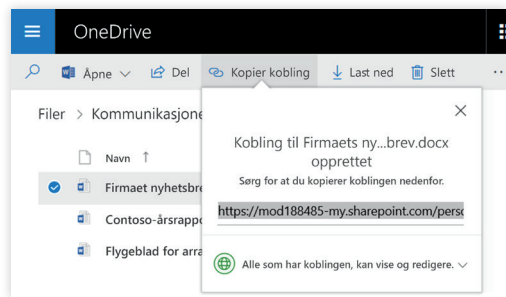 OneDrive
Åpne Del Kopier kobling Last ned Slett
Filer > Kommunikasjone
Navn ↑
Firmaet nyhetsbre
Contoso-årsrappo
Flygeblad for arra
Kobling til Firmaets ny...brev.docx
opprettet
Sørg for at du kopierer koblingen nedenfor.
https://mod188485-my.sharepoint.com/perso
Alle som har koblingen, kan vise og redigere.